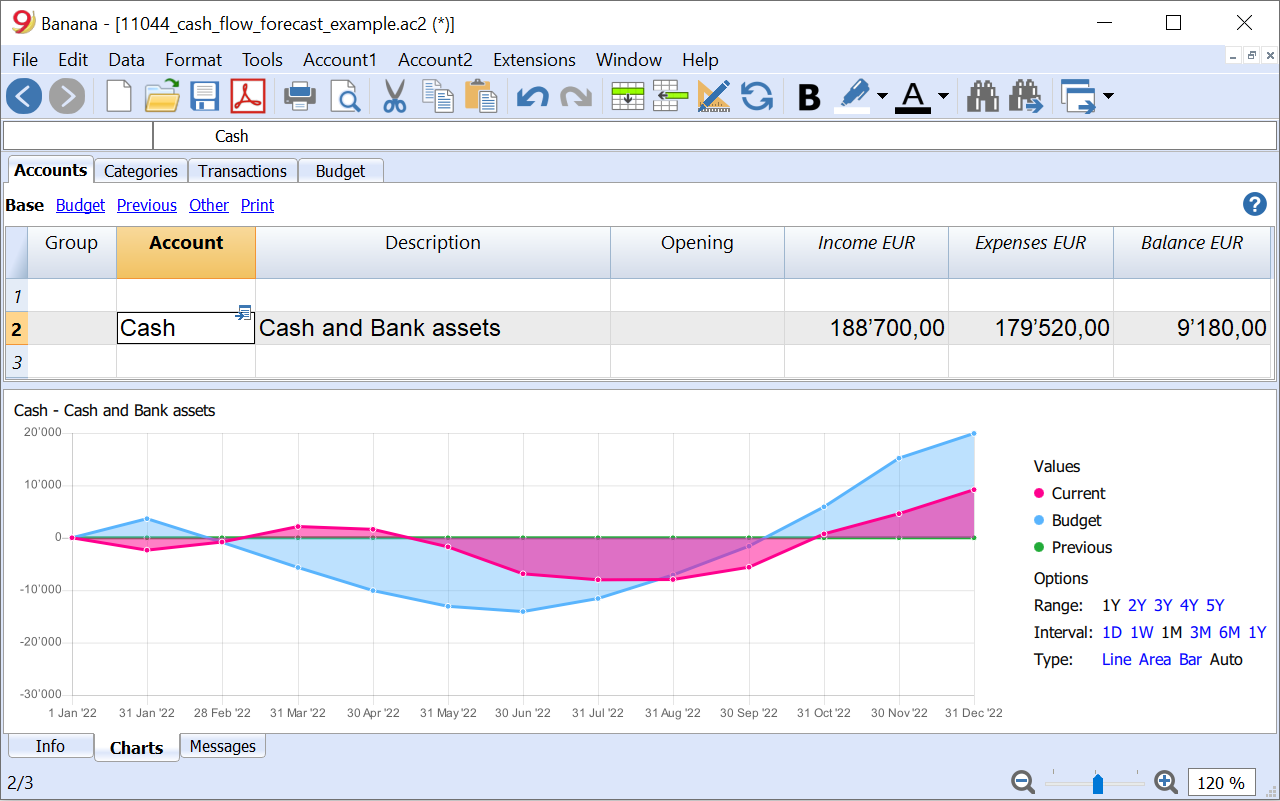 Banana - [11044_cash_flow_forecast_example.ac2 (*)]
File Edit Data Format Tools Account1 Account2 Extensions Window Help
B A
Cash
Accounts Categories Transactions Budget
Base Budget Previous Other Print ?
Group Account Description Opening Income EUR Expenses EUR Balance EUR
1
2 Cash Cash and Bank assets 188’700,00 179’520,00 9’180,00
3
Cash - Cash and Bank assets
20’000
10’000
0
-10’000
-20’000
-30’000
1 Jan '22 31 Jan '22 28 Feb '22 31 Mar '22 30 Apr '22 31 May '22 30 Jun '22 31 Jul '22 31 Aug '22 30 Sep '22 31 Oct '22 30 Nov '22 31 Dec '22
Values
Current
Budget
Previous
Options
Range: 1Y 2Y 3Y 4Y 5Y
Interval: 1D 1W 1M 3M 6M 1Y
Type: Line Area Bar Auto
Info Charts Messages
2/3 120 %